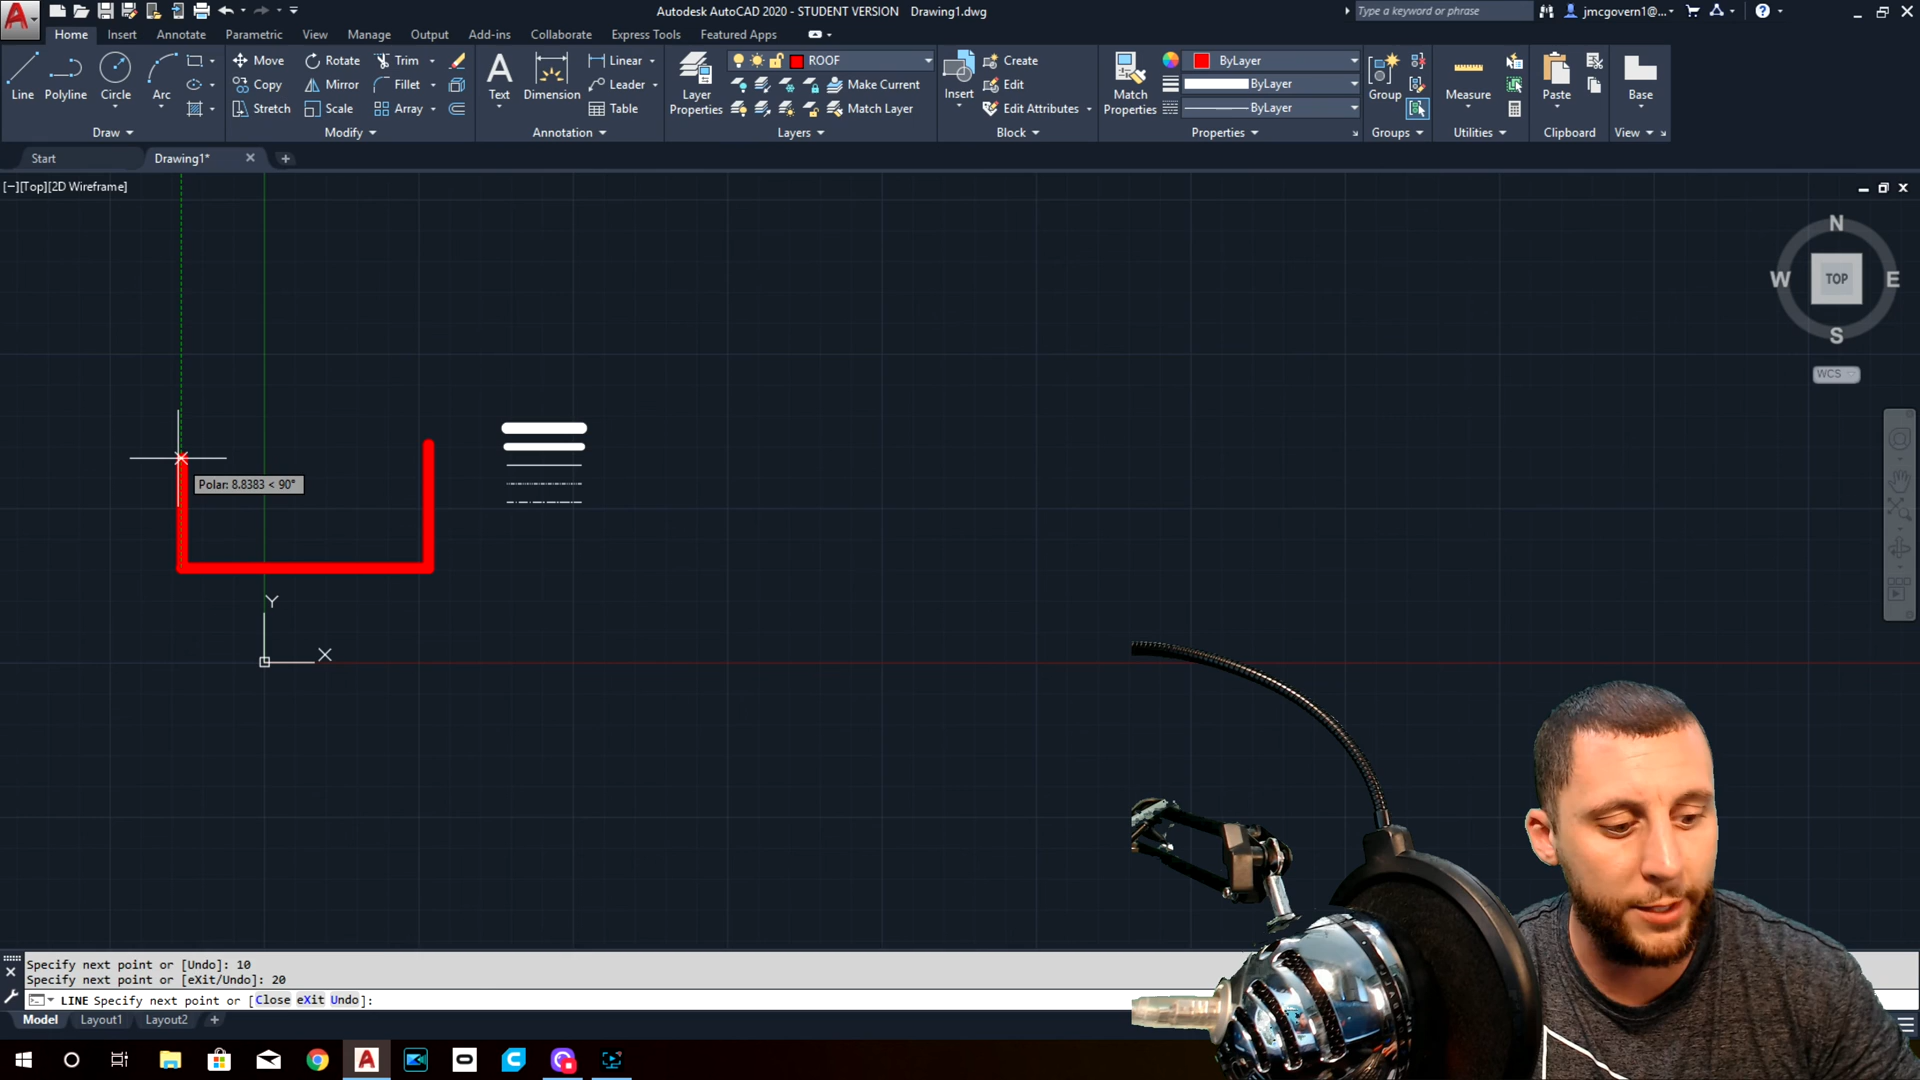 Autodesk AutoCAD 2020 - STUDENT VERSION Drawing1.dwg
Type a keyword or phrase
jmcgovern1@...
Home Insert Annotate Parametric View Manage Output Add-ins Collaborate Express Tools Featured Apps
Line Polyline Circle Arc
Draw
Move Rotate Trim
Copy Mirror Fillet
Stretch Scale Array
Modify
Text Dimension
Linear
Leader
Table
Annotation
Layer Properties
ROOF
Make Current
Match Layer
Layers
Insert
Create
Edit
Edit Attributes
Block
Match Properties
ByLayer
ByLayer
ByLayer
Properties
Group
Groups
Measure
Utilities
Paste
Clipboard
Base
View
Start Drawing1*
[−][Top][2D Wireframe]
N
W TOP E
S
WCS
Polar: 8.8383 < 90°
Y
X
Specify next point or [Undo]: 10
Specify next point or [eXit/Undo]: 20
LINE Specify next point or [Close eXit Undo]:
Model Layout1 Layout2